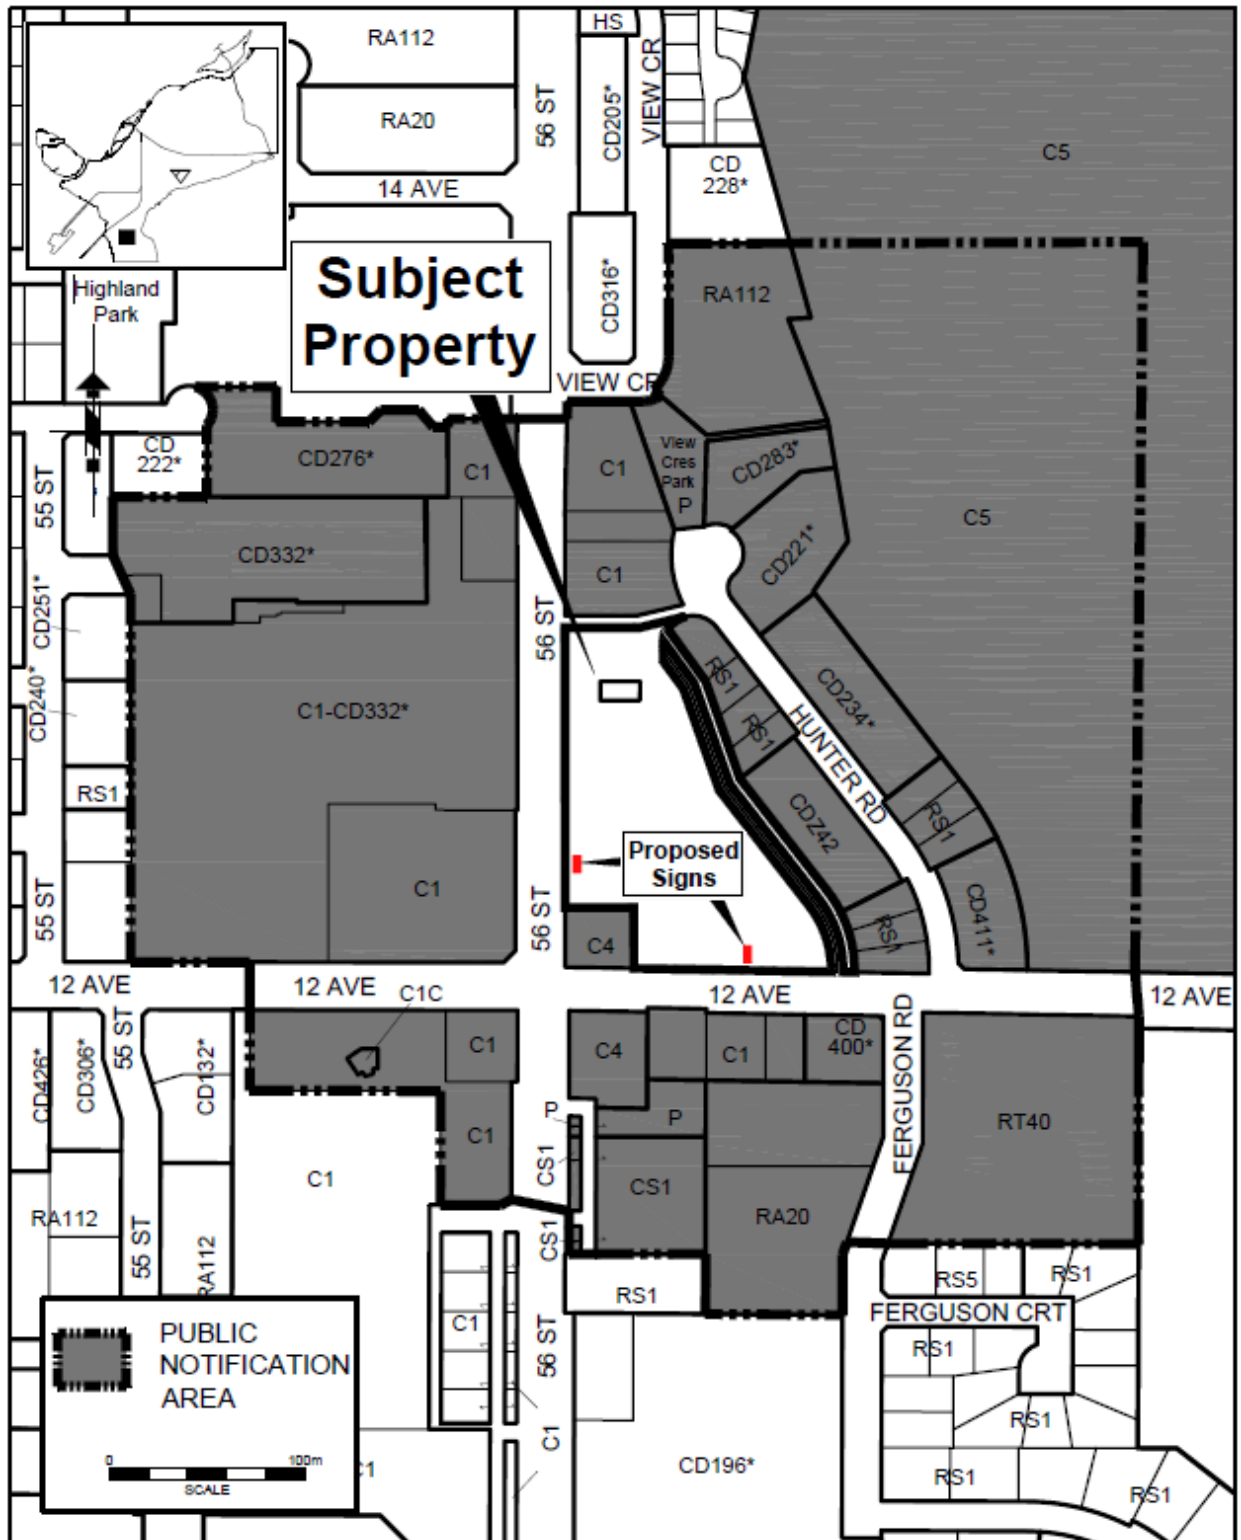 HS
RA112
RA20
14 AVE
56 ST
CD205*
VIEW CR
CD
228*
C5
Highland
Park
Subject
Property
CD316*
RA112
VIEW CR
55 ST
CD
222*
CD276*
C1
C1
View
Cres
Park
P
CD283*
C5
CD332*
C1
CD221*
CD251*
CD240*
56 ST
C1-CD332*
RS1
RS1
CD234*
HUNTER RD
RS1
CDZ42
RS1
Proposed
Signs
C1
55 ST
56 ST
C4
RS1
CD411*
12 AVE
12 AVE
C1C
12 AVE
12 AVE
CD426*
CD306*
55 ST
CD132*
C1
C4
C1
CD
400*
FERGUSON RD
RT40
P
P
C1
C1
CS1
CS1
RA20
RA112
55 ST
RA112
CS1
RS1
RS5
RS1
FERGUSON CRT
C1
56 ST
RS1
RS1
C1
CD196*
RS1
RS1
PUBLIC
NOTIFICATION
AREA
0
100m
SCALE
C1